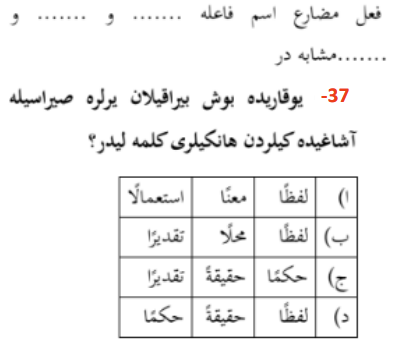 فعل مضارع اسم فاعله ....... و ....... و
.......مشابه در
37- يوقاريده بوش بيراقيلان يرلره صيراسيله
آشاغيده كيلردن هانكيلرى كلمه ليدر؟
ا) لفظًا معنًا استعمالًا
ب) لفظًا محلًا تقديرًا
ج) حكمًا حقيقةً تقديرًا
د) لفظًا حقيقةً حكمًا